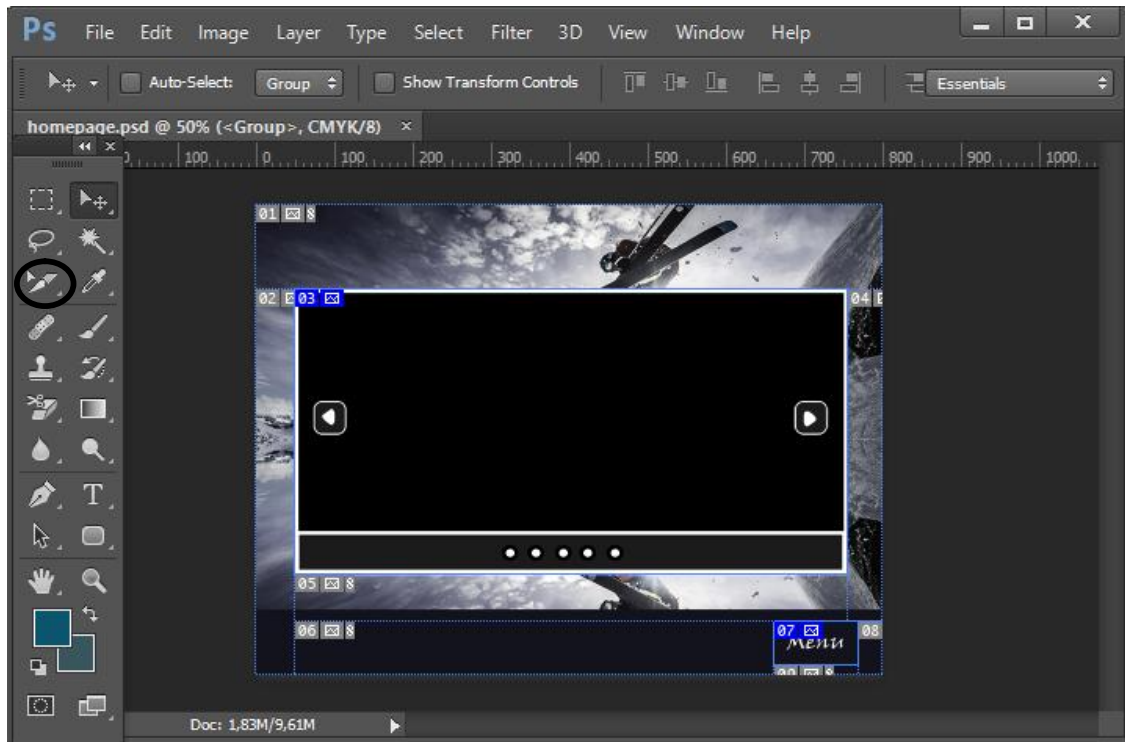 Ps File Edit Image Layer Type Select Filter 3D View Window Help
Auto-Select: Group Show Transform Controls Essentials
homepage.psd @ 50% (<Group>, CMYK/8) ×
100 0 100 200 300 400 500 600 700 800 900 1000
01 8
02 03 04
T
05 8
06 8 07 08
Menu
09 8
Doc: 1,83M/9,61M